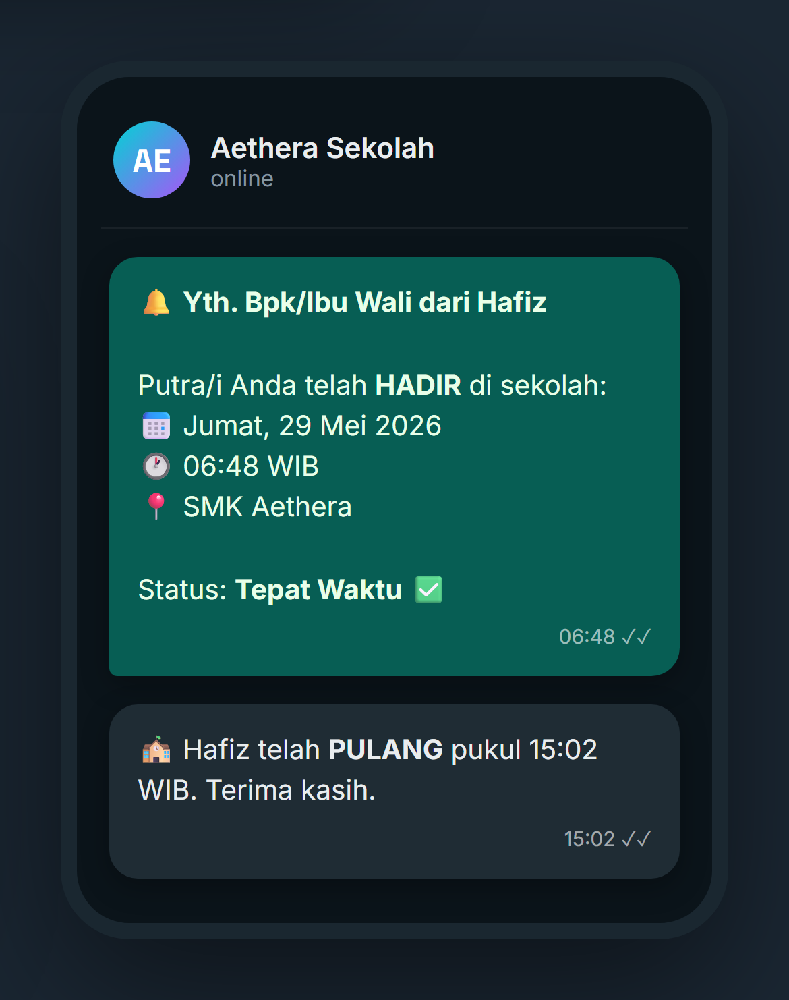 AE
Aethera Sekolah
online
🔔 Yth. Bpk/Ibu Wali dari Hafiz
Putra/i Anda telah HADIR di sekolah:
📅 Jumat, 29 Mei 2026
🕐 06:48 WIB
📍 SMK Aethera
Status: Tepat Waktu ✅
06:48 ✓✓
🏫 Hafiz telah PULANG pukul 15:02
WIB. Terima kasih.
15:02 ✓✓